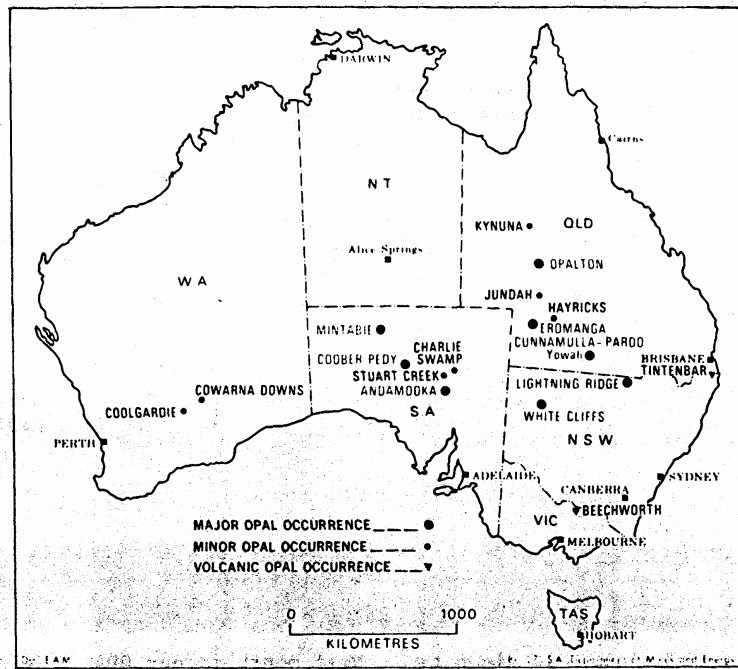 DARWIN
Cairns
N T
KYNUNA
QLD
Alice Springs
OPALTON
W A
JUNDAH
HAYRICKS
MINTABIE
EROMANGA
CHARLIE
SWAMP
CUNNAMULLA-PARDO
COOBER PEDY
Yowah
BRISBANE
STUART CREEK
TINTENBAR
LIGHTNING RIDGE
COWARNA DOWNS
ANDAMOOKA
COOLGARDIE
S A
WHITE CLIFFS
PERTH
N S W
ADELAIDE
SYDNEY
CANBERRA
BEECHWORTH
MAJOR OPAL OCCURRENCE
VIC
MINOR OPAL OCCURRENCE
MELBOURNE
VOLCANIC OPAL OCCURRENCE
0 1000
KILOMETRES
TAS
HOBART